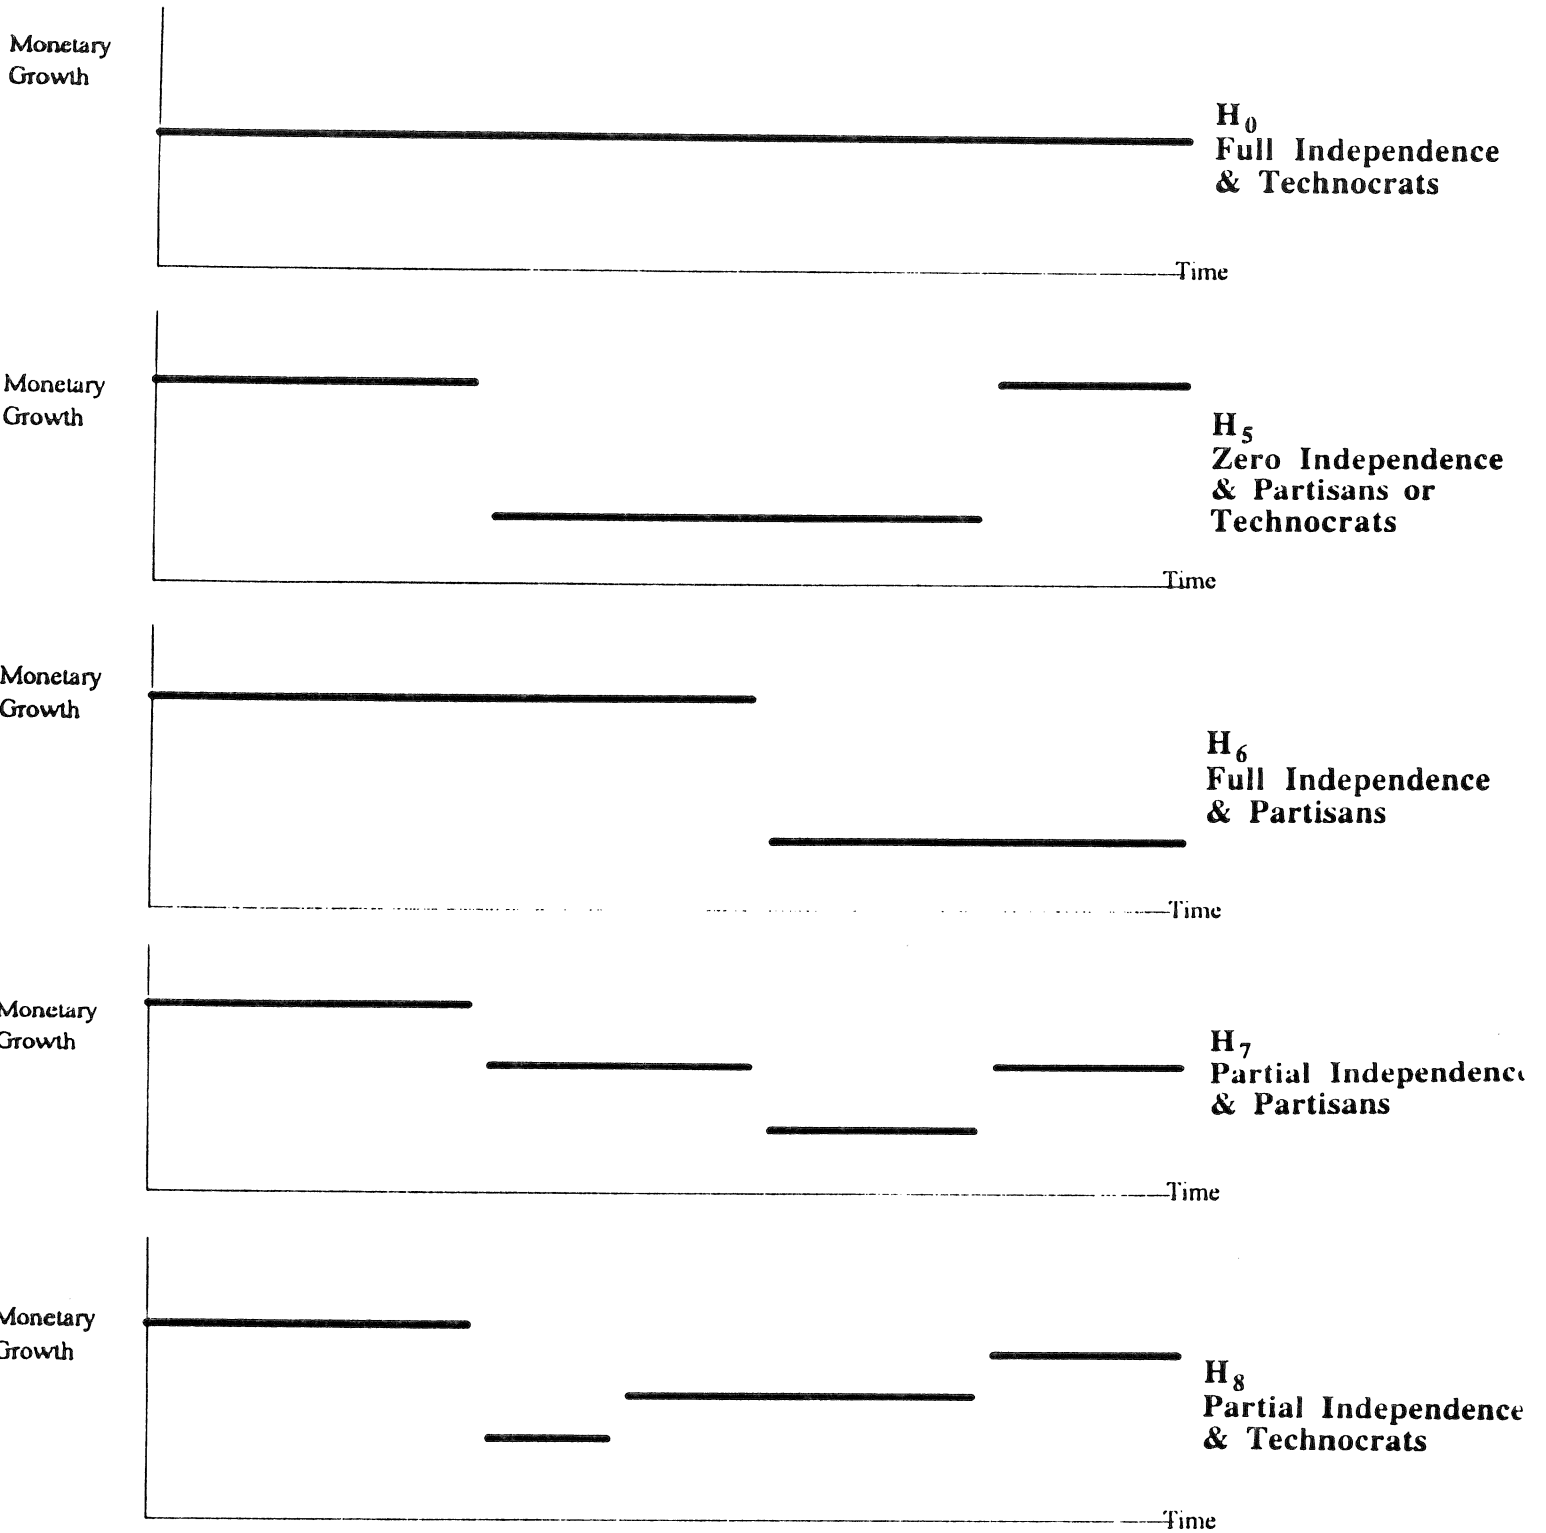 Monetary
Growth
H0
Full Independence
& Technocrats
Time
Monetary
Growth
H5
Zero Independence
& Partisans or
Technocrats
Time
Monetary
Growth
H6
Full Independence
& Partisans
Time
Monetary
Growth
H7
Partial Independence
& Partisans
Time
Monetary
Growth
H8
Partial Independence
& Technocrats
Time